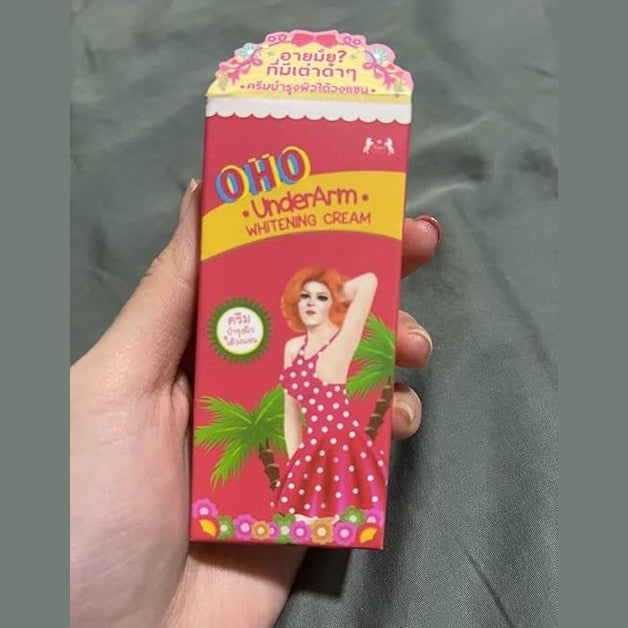 อายมั้ย?
ที่มีเต่าดำๆ
• ครีมบำรุงผิวใต้วงแขน •
OHO
• UnderArm •
WHITENING CREAM
ครีม
บำรุงผิว
ใต้วงแขน